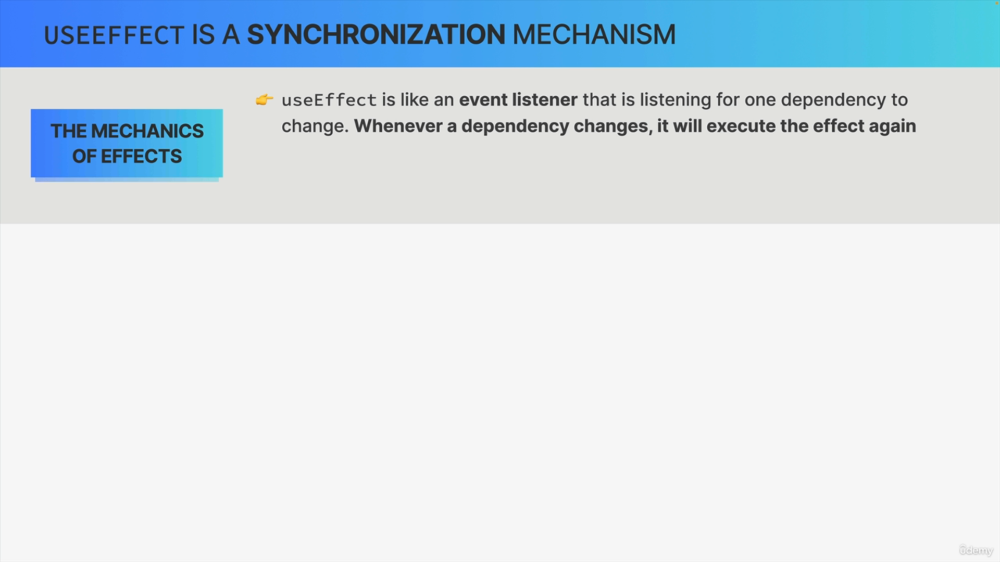 USEEFFECT IS A SYNCHRONIZATION MECHANISM
THE MECHANICS
OF EFFECTS
👉 useEffect is like an event listener that is listening for one dependency to
change. Whenever a dependency changes, it will execute the effect again
ûdemy